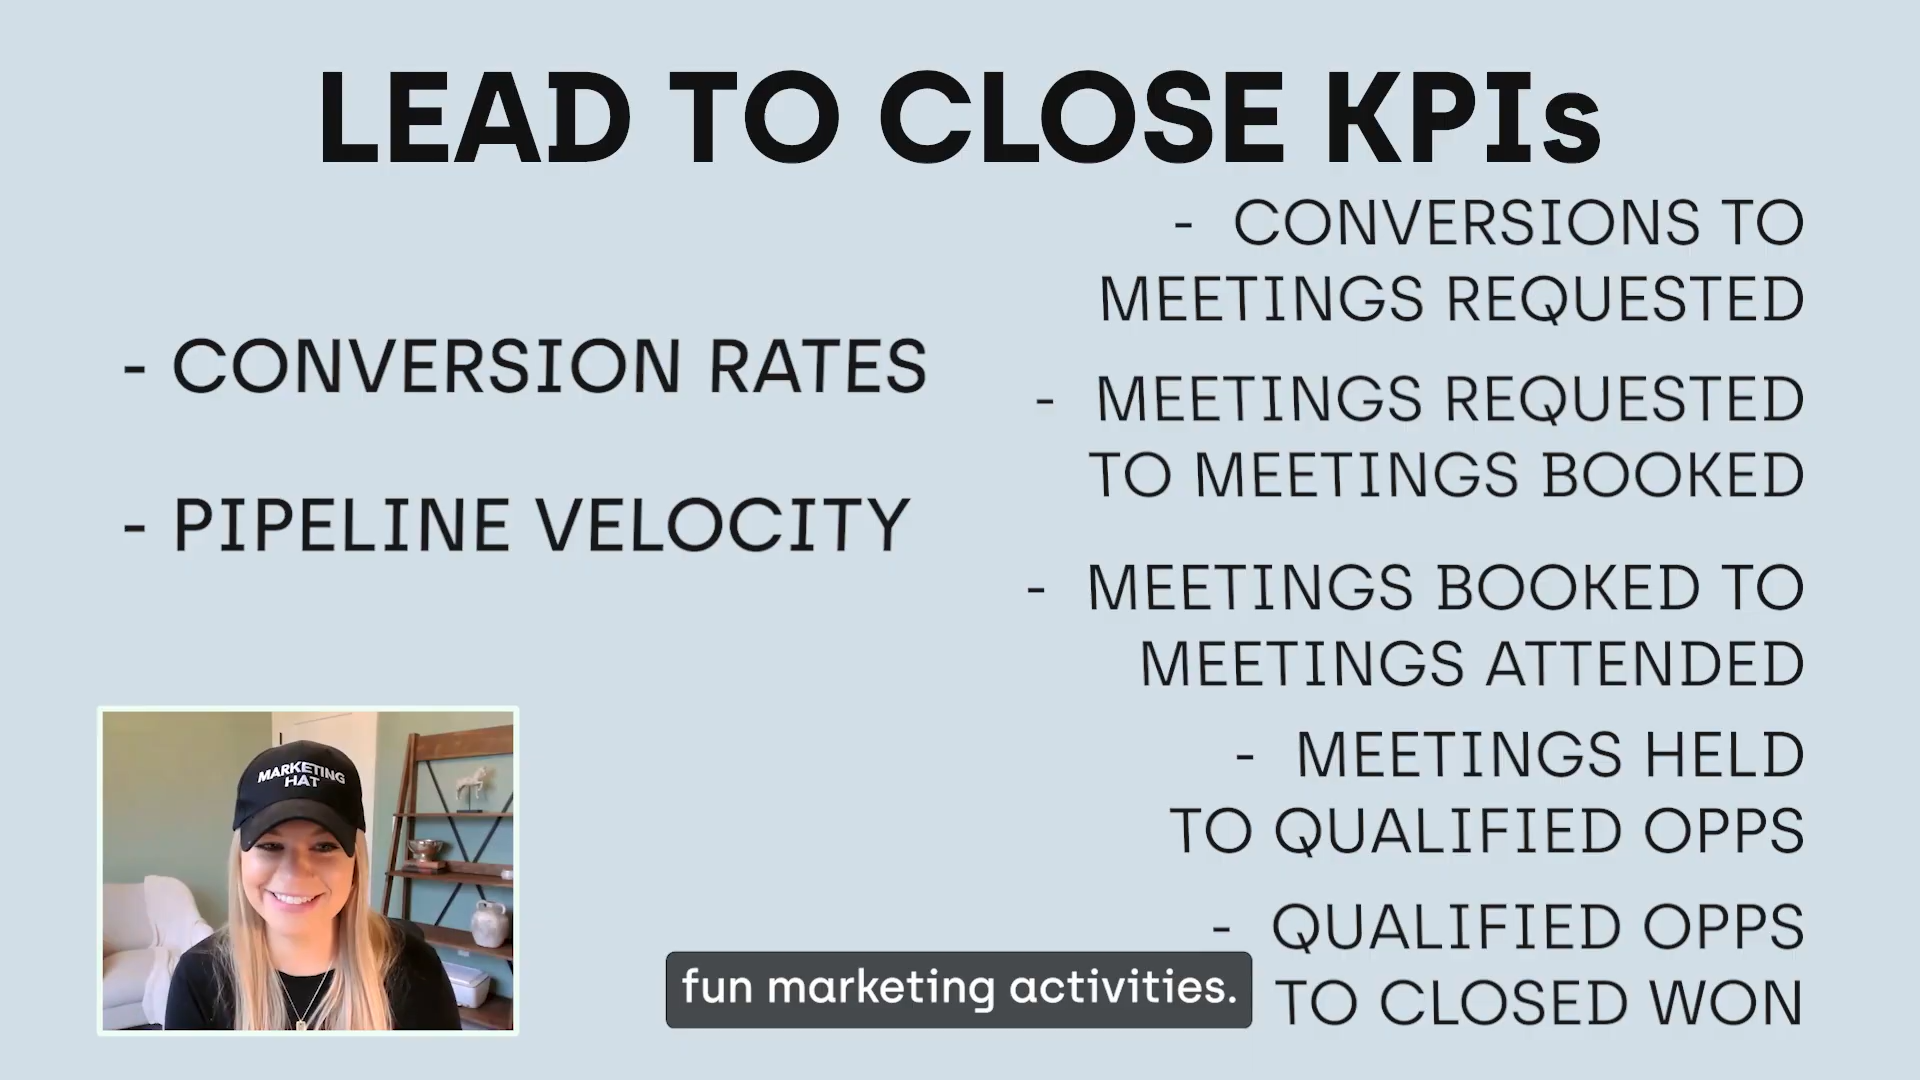 LEAD TO CLOSE KPIs
- CONVERSION RATES
- PIPELINE VELOCITY
- CONVERSIONS TO
MEETINGS REQUESTED
- MEETINGS REQUESTED
TO MEETINGS BOOKED
- MEETINGS BOOKED TO
MEETINGS ATTENDED
- MEETINGS HELD
TO QUALIFIED OPPS
- QUALIFIED OPPS
TO CLOSED WON
MARKETING
HAT
fun marketing activities.